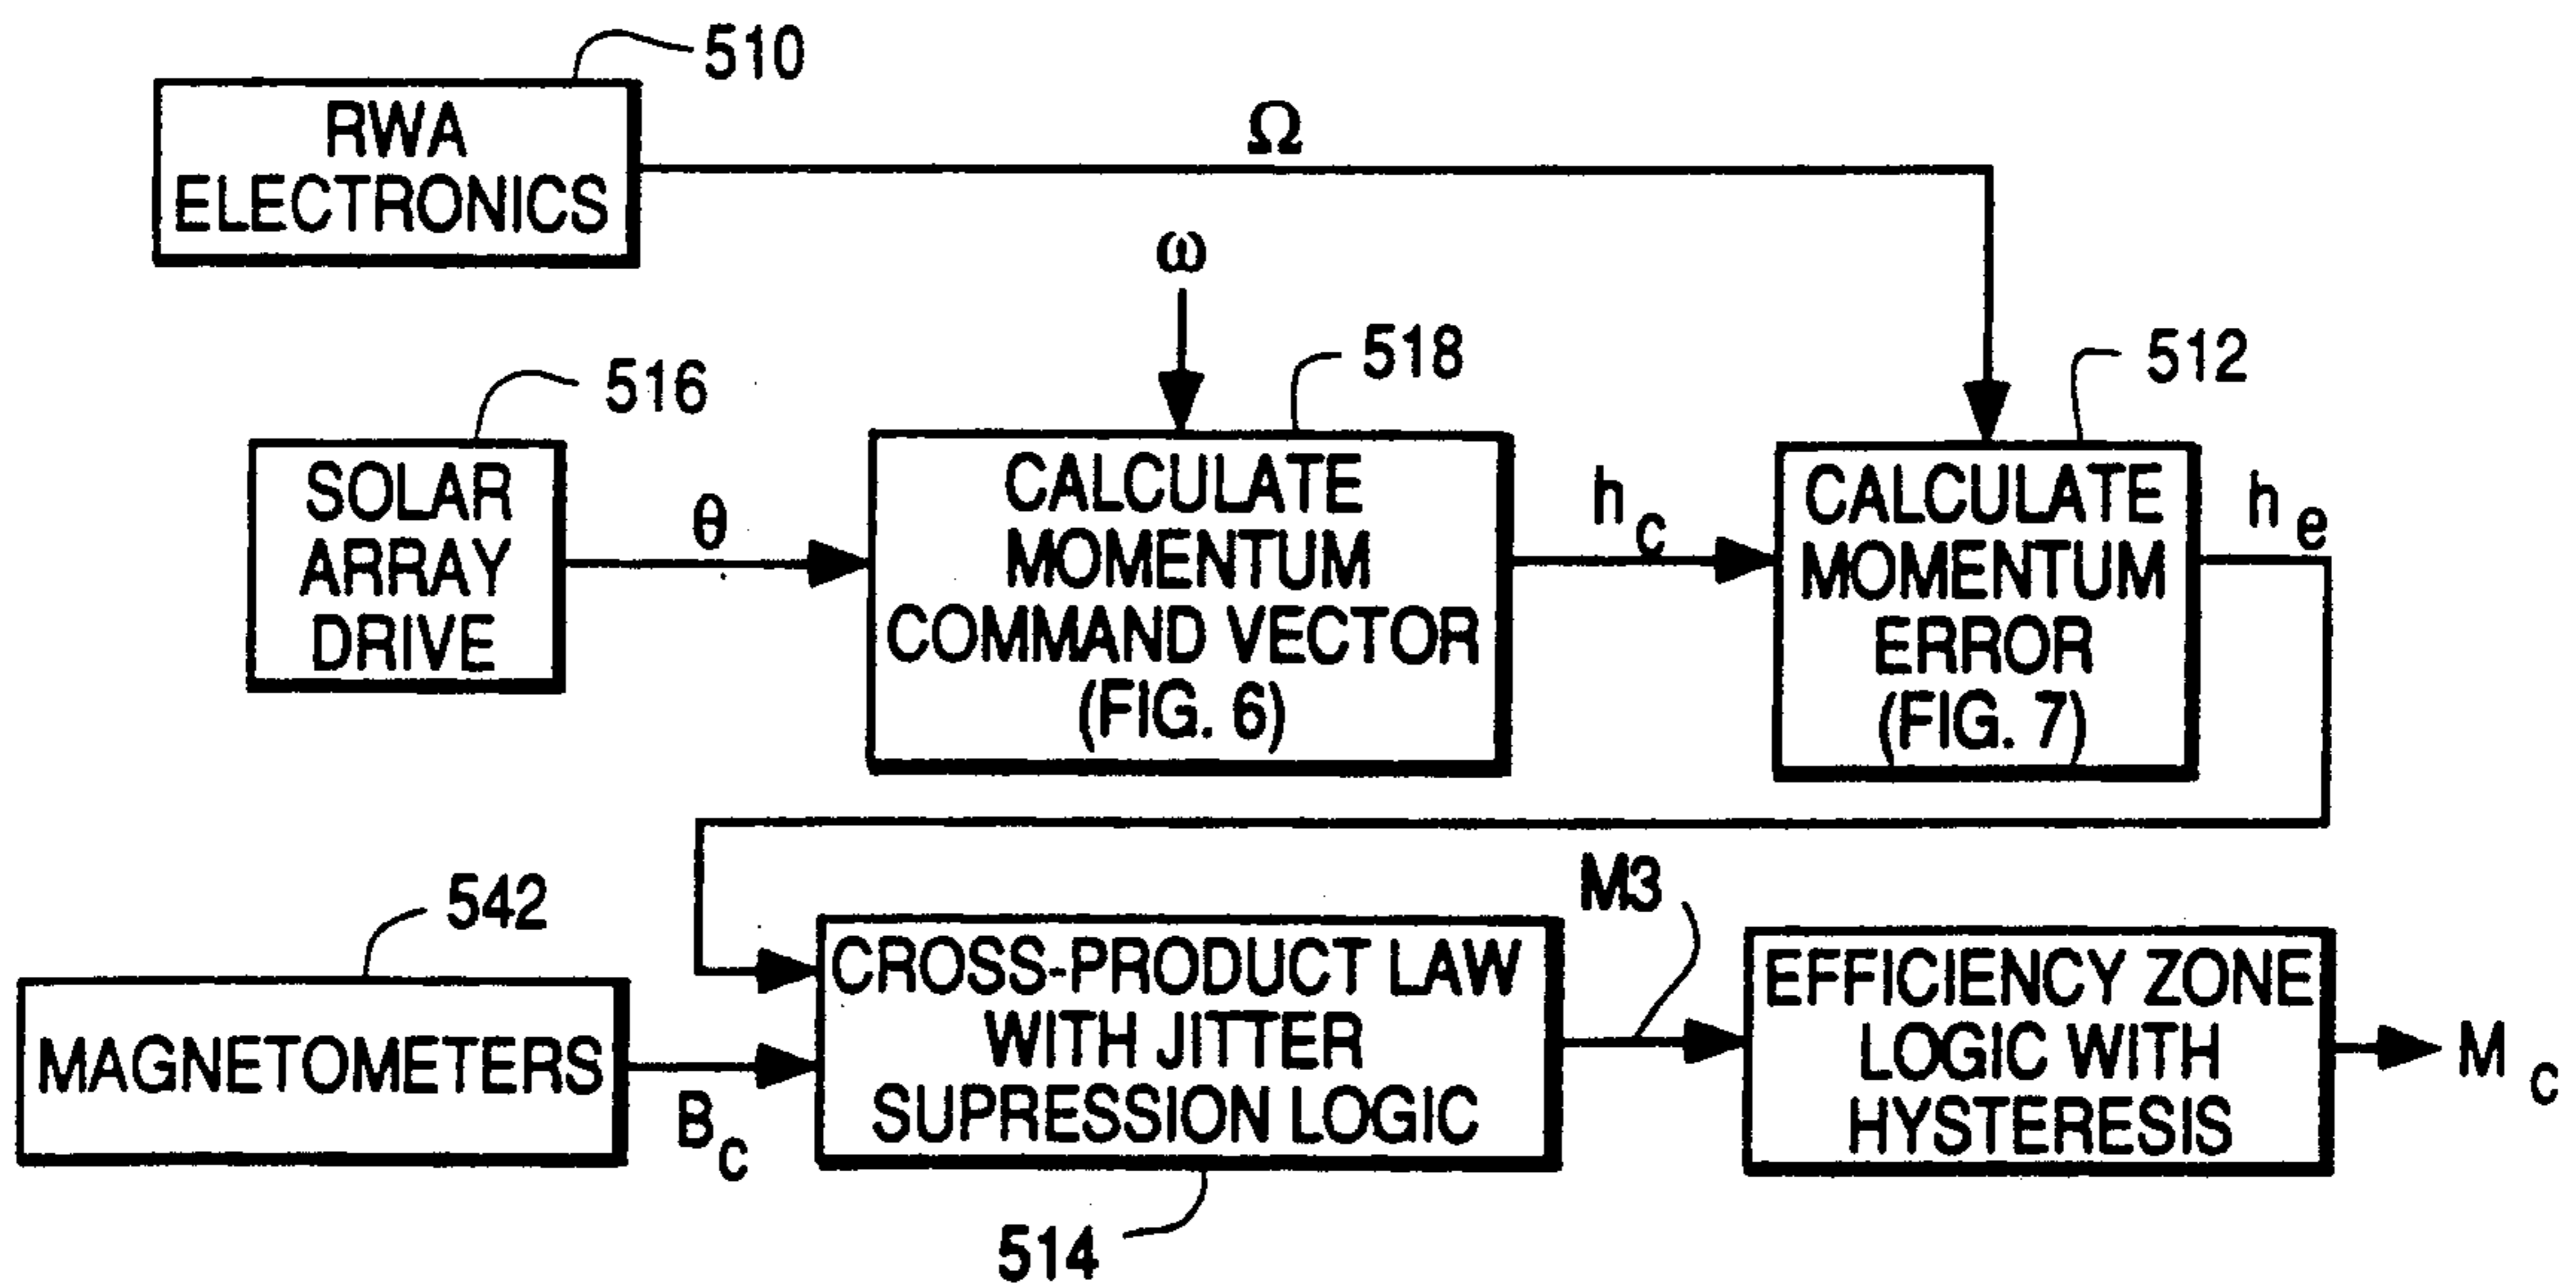 510
RWA
ELECTRONICS
Ω
ω
516
518
512
SOLAR
ARRAY
DRIVE
θ
CALCULATE
MOMENTUM
COMMAND VECTOR
(FIG. 6)
h c
CALCULATE
MOMENTUM
ERROR
(FIG. 7)
h e
542
MAGNETOMETERS
B c
CROSS-PRODUCT LAW
WITH JITTER
SUPRESSION LOGIC
514
M3
EFFICIENCY ZONE
LOGIC WITH
HYSTERESIS
M c